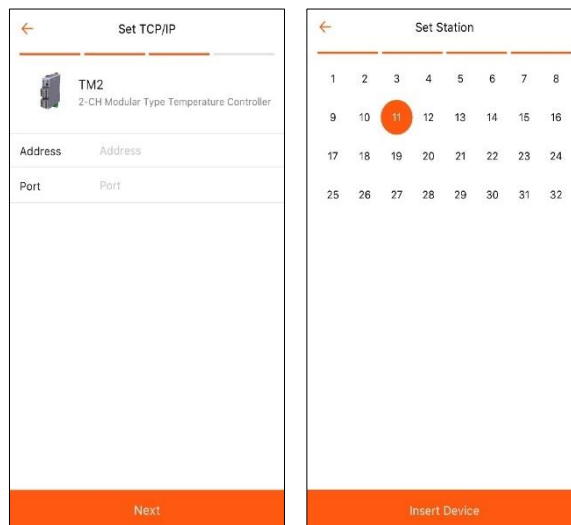 Set TCP/IP
TM2
2-CH Modular Type Temperature Controller
Address Address
Port Port
Next
Set Station
1 2 3 4 5 6 7 8
9 10 11 12 13 14 15 16
17 18 19 20 21 22 23 24
25 26 27 28 29 30 31 32
Insert Device